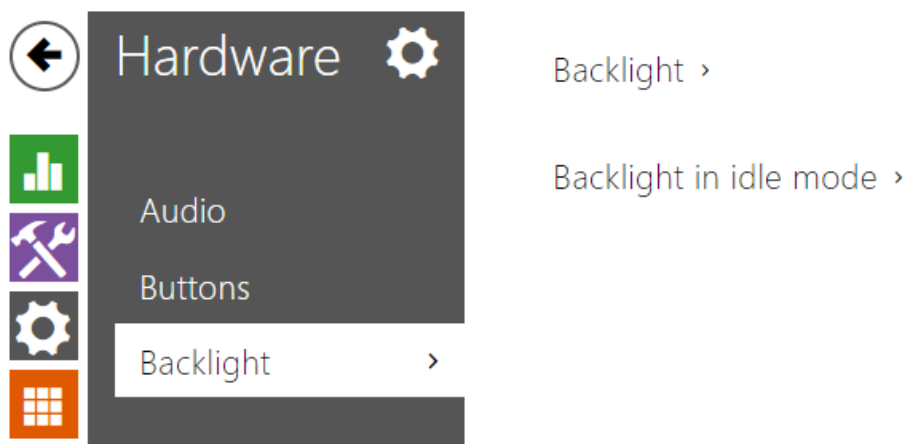 Hardware
Audio
Buttons
Backlight ›
Backlight ›
Backlight in idle mode ›